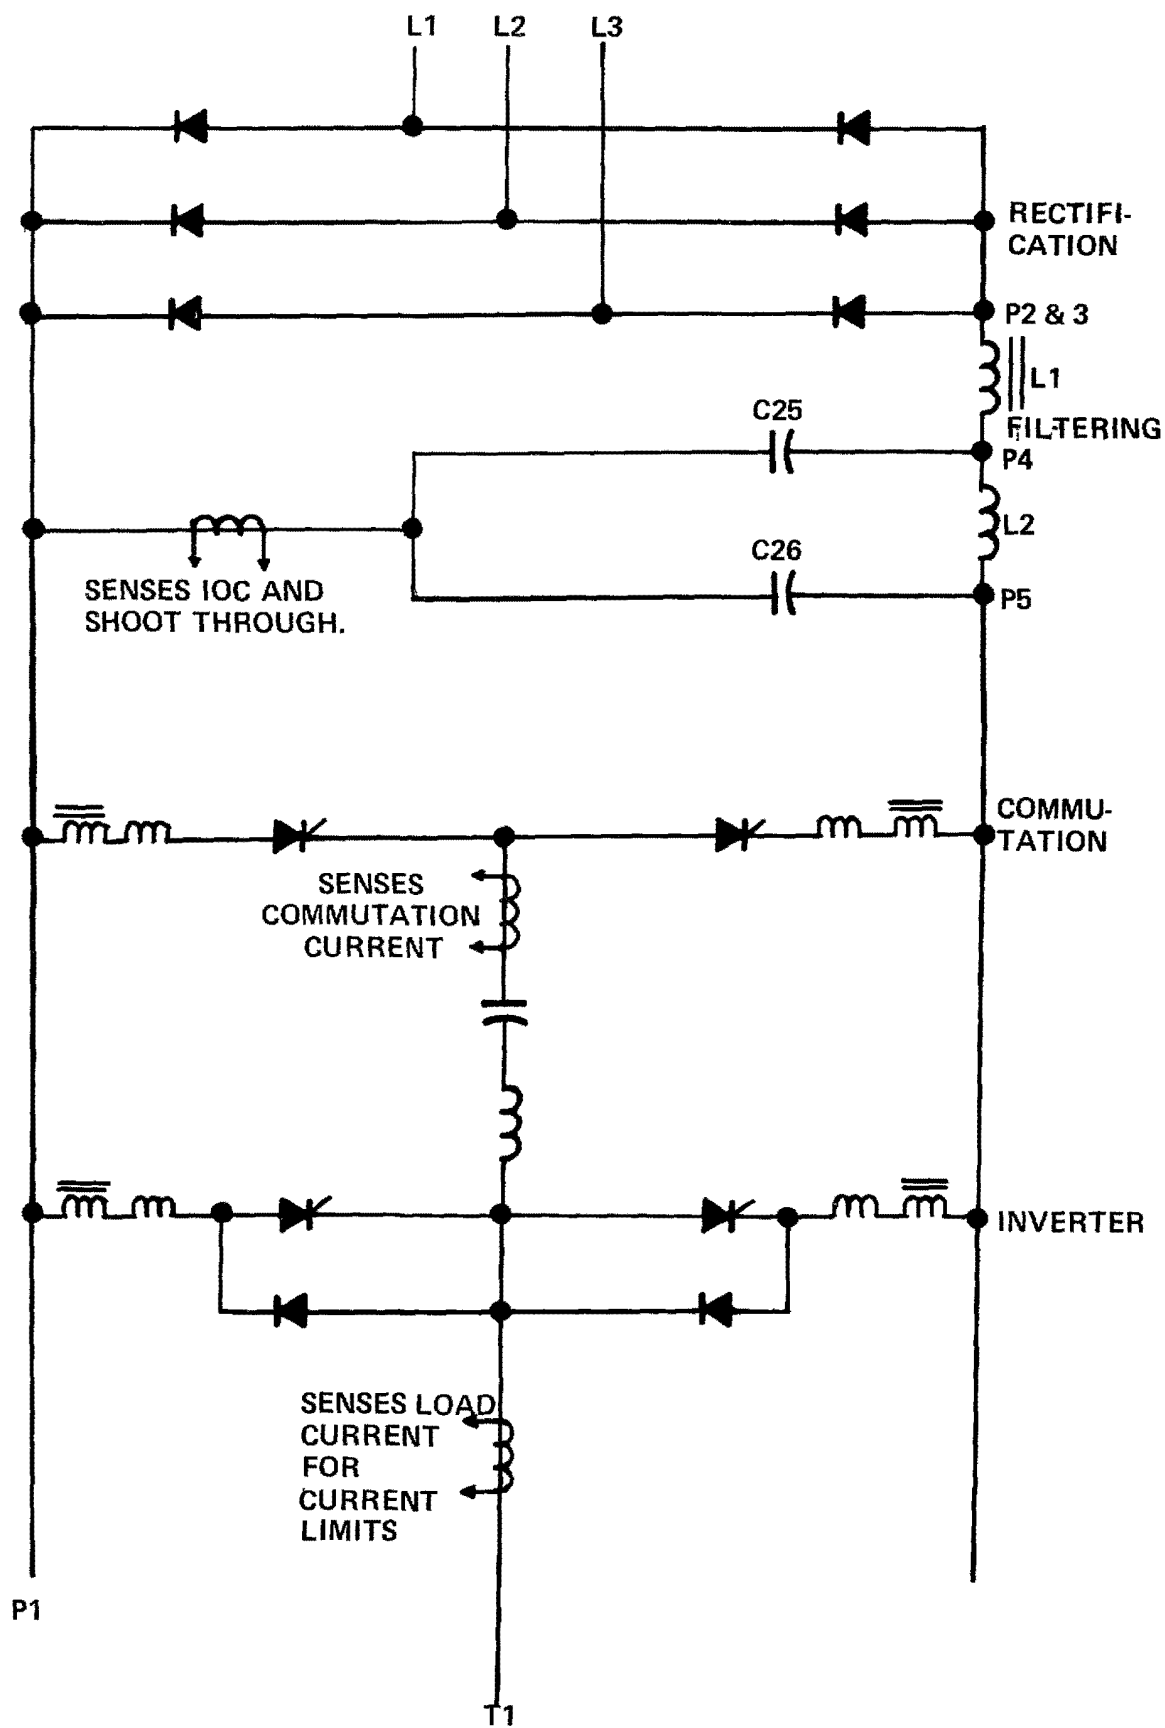 L1 L2 L3
RECTIFI-
CATION
P2 & 3
L1
C25
FILTERING
P4
L2
C26
SENSES IOC AND
SHOOT THROUGH.
P5
COMMU-
TATION
SENSES
COMMUTATION
CURRENT
INVERTER
SENSES LOAD
CURRENT
FOR
CURRENT
LIMITS
P1
T1